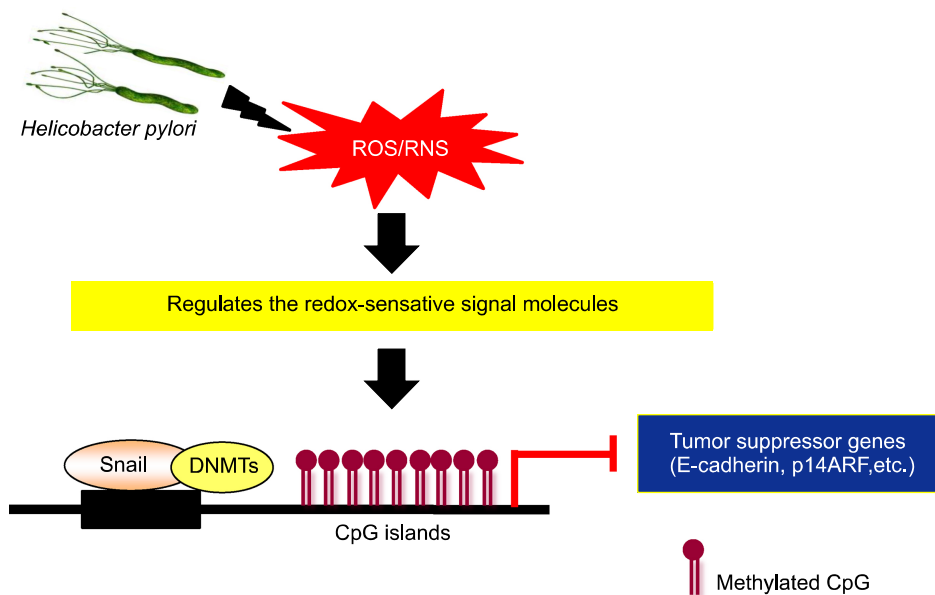 Helicobacter pylori
ROS/RNS
Regulates the redox-sensative signal molecules
Snail
DNMTs
CpG islands
Tumor suppressor genes
(E-cadherin, p14ARF,etc.)
Methylated CpG